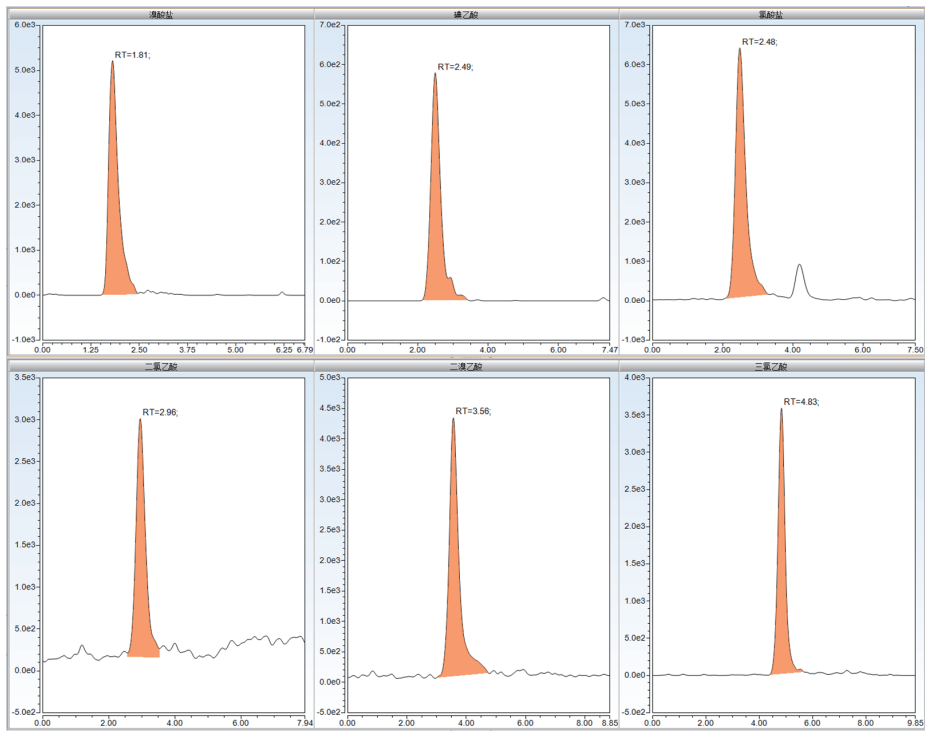 溴酸盐
6.0e3
5.0e3
4.0e3
3.0e3
2.0e3
1.0e3
0.0e0
-1.0e3
RT=1.81;
0.00 1.25 2.50 3.75 5.00 6.25 6.79
碘乙酸
7.0e2
6.0e2
5.0e2
4.0e2
3.0e2
2.0e2
1.0e2
0.0e0
-1.0e2
RT=2.49;
0.00 2.00 4.00 6.00 7.47
氯酸盐
7.0e3
6.0e3
5.0e3
4.0e3
3.0e3
2.0e3
1.0e3
0.0e0
-1.0e3
RT=2.48;
0.00 2.00 4.00 6.00 7.50
二氯乙酸
3.5e3
3.0e3
2.5e3
2.0e3
1.5e3
1.0e3
5.0e2
0.0e0
-5.0e2
RT=2.96;
0.00 2.00 4.00 6.00 7.94
二溴乙酸
5.0e3
4.5e3
4.0e3
3.5e3
3.0e3
2.5e3
2.0e3
1.5e3
1.0e3
5.0e2
0.0e0
-5.0e2
RT=3.56;
0.00 2.00 4.00 6.00 8.00 8.85
三氯乙酸
4.0e3
3.5e3
3.0e3
2.5e3
2.0e3
1.5e3
1.0e3
5.0e2
0.0e0
-5.0e2
RT=4.83;
0.00 2.00 4.00 6.00 8.00 9.85